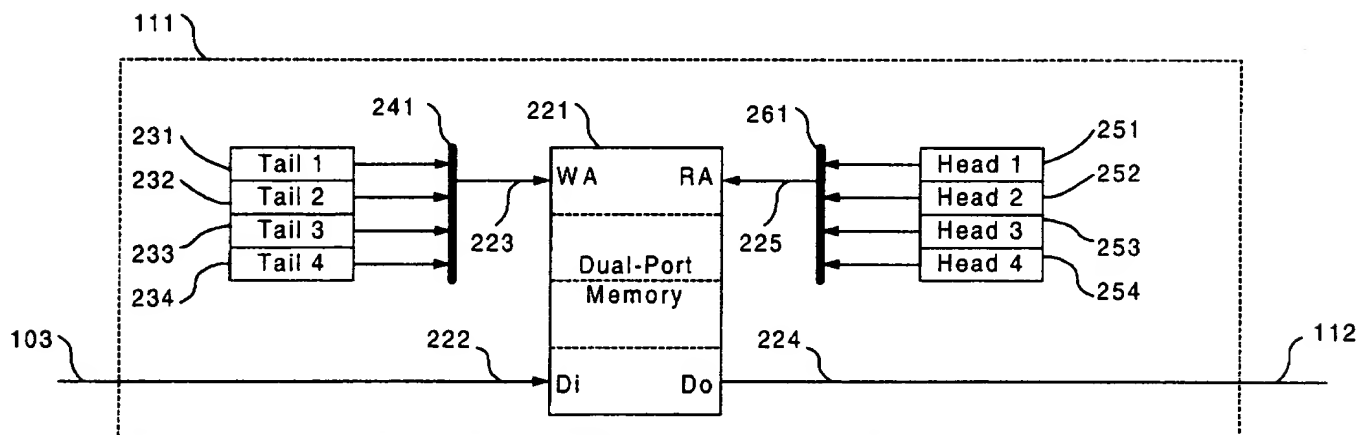 111
241
221
261
231
Tail 1
WA
RA
Head 1
251
232
Tail 2
Head 2
252
233
Tail 3
223
225
Head 3
253
234
Tail 4
Dual-Port
Memory
Head 4
254
103
222
224
112
Di
Do